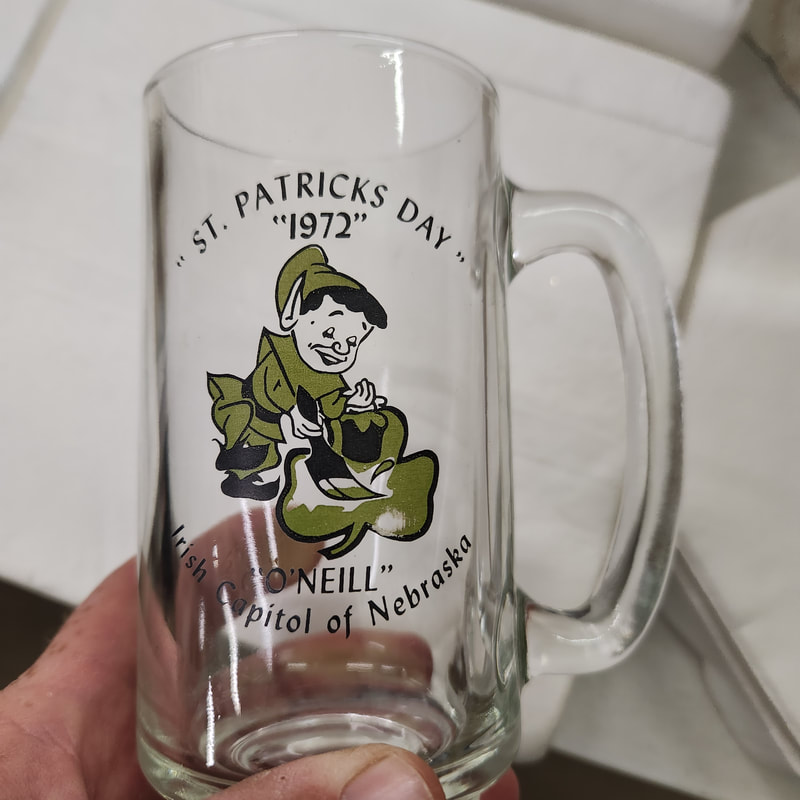 " ST. PATRICKS DAY "
"1972"
"O'NEILL"
Irish Capitol of Nebraska